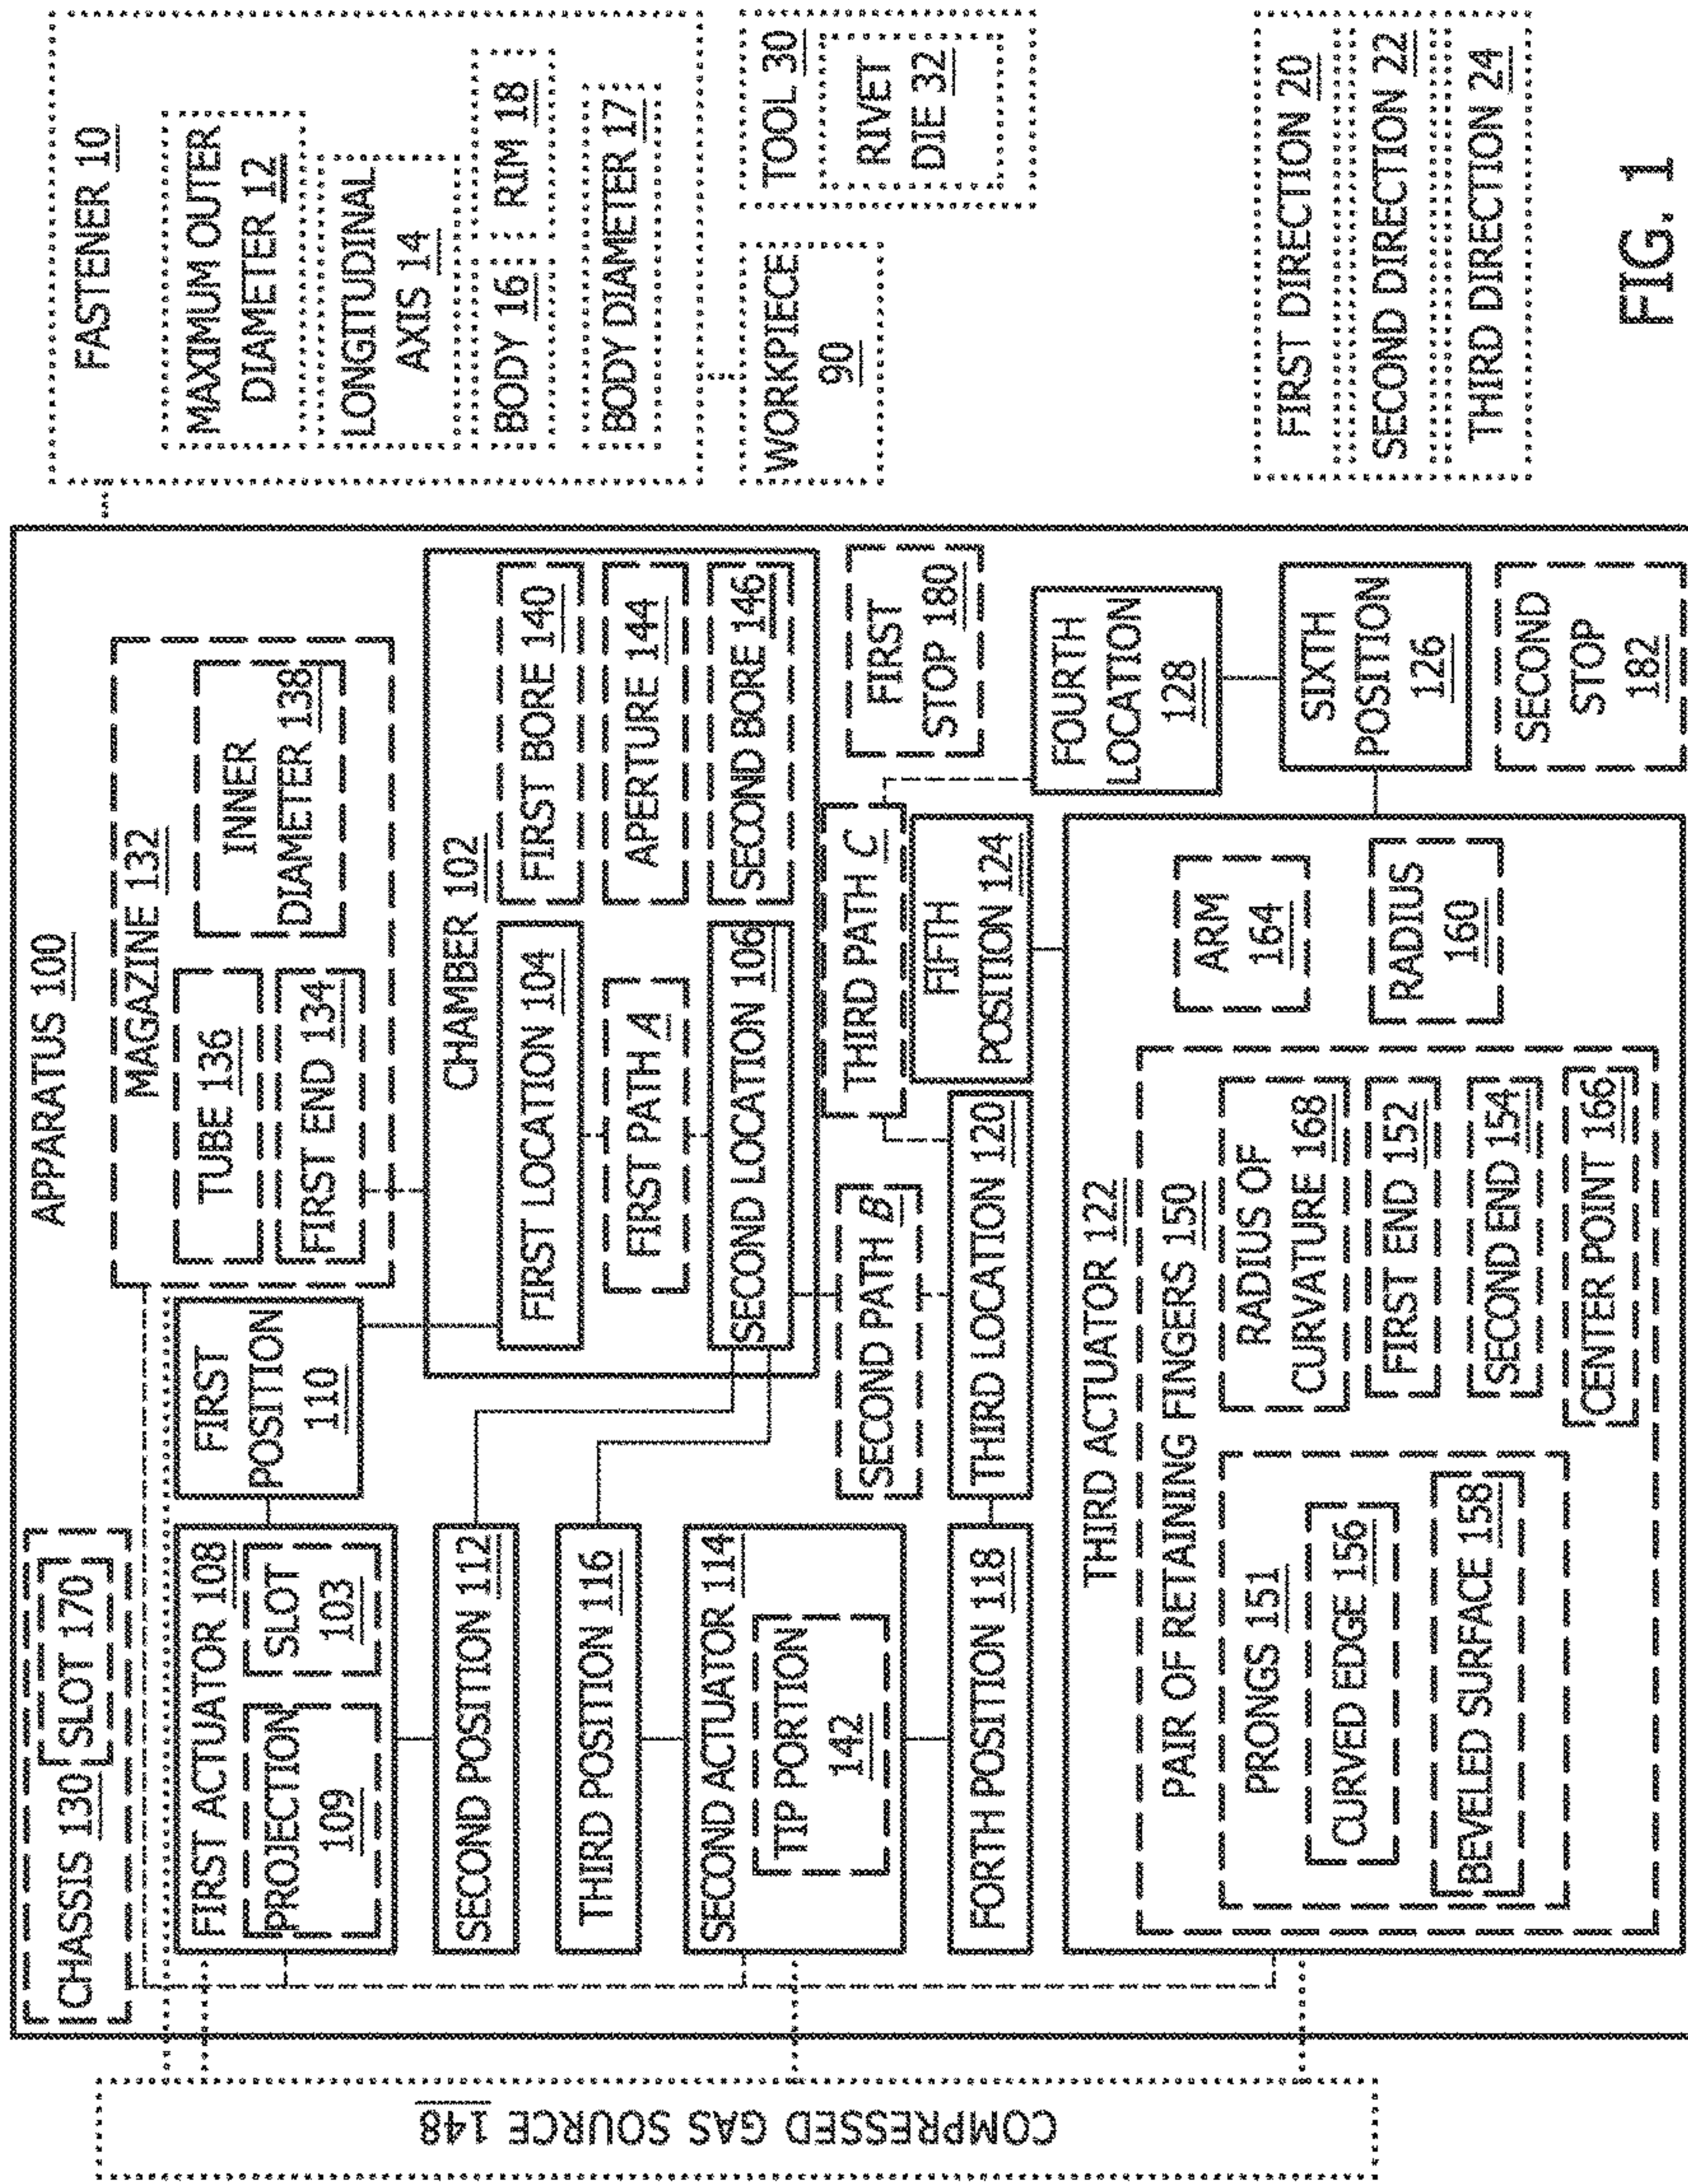 APPARATUS 100
CHASSIS 130
SLOT 170
FIRST ACTUATOR 108
PROJECTION
109
SLOT
103
FIRST
POSITION
110
MAGAZINE 132
TUBE 136
FIRST END 134
INNER
DIAMETER 138
SECOND POSITION 112
THIRD POSITION 116
CHAMBER 102
FIRST LOCATION 104
FIRST BORE 140
FIRST PATH A
APERTURE 144
SECOND LOCATION 106
SECOND BORE 146
SECOND ACTUATOR 114
TIP PORTION
142
SECOND PATH B
THIRD PATH C
FIRST
STOP 180
FORTH POSITION 118
THIRD LOCATION 120
FIFTH
POSITION 124
FOURTH
LOCATION
128
THIRD ACTUATOR 122
PAIR OF RETAINING FINGERS 150
PRONGS 151
CURVED EDGE 156
BEVELED SURFACE 158
RADIUS OF
CURVATURE 168
FIRST END 152
SECOND END 154
CENTER POINT 166
ARM
164
RADIUS
160
SIXTH
POSITION
126
SECOND
STOP
182
COMPRESSED GAS SOURCE 148
FASTENER 10
MAXIMUM OUTER
DIAMETER 12
LONGITUDINAL
AXIS 14
BODY 16
RIM 18
BODY DIAMETER 17
WORKPIECE
90
TOOL 30
RIVET
DIE 32
FIRST DIRECTION 20
SECOND DIRECTION 22
THIRD DIRECTION 24
FIG. 1